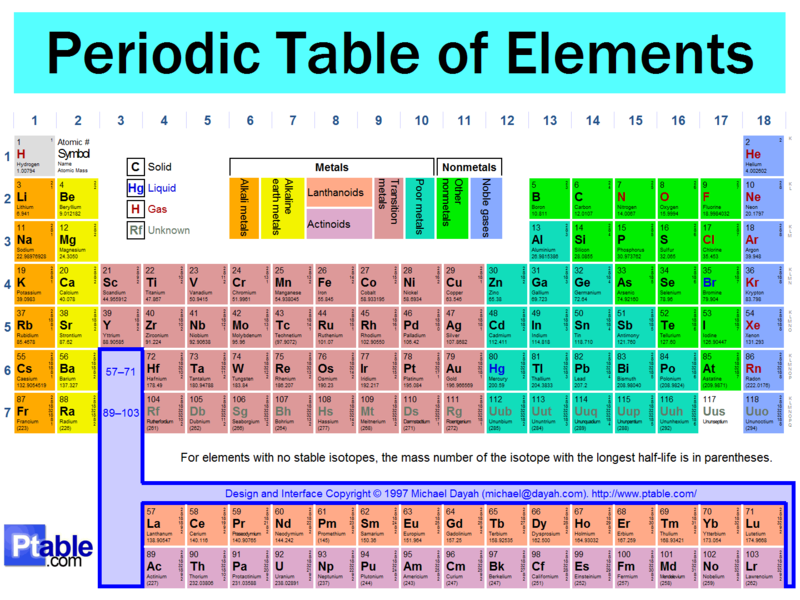 Periodic Table of Elements
1 2 3 4 5 6 7 8 9 10 11 12 13 14 15 16 17 18
1
1 H Hydrogen 1.00794
Atomic # Symbol Name Atomic Mass
2 He Helium 4.002602
C Solid
Hg Liquid
H Gas
Rf Unknown
Metals
Nonmetals
Alkali metals
Alkaline earth metals
Lanthanoids
Actinoids
Transition metals
Poor metals
Other nonmetals
Noble gases
2
3 Li Lithium 6.941
4 Be Beryllium 9.012182
5 B Boron 10.811
6 C Carbon 12.0107
7 N Nitrogen 14.0067
8 O Oxygen 15.9994
9 F Fluorine 18.9984032
10 Ne Neon 20.1797
3
11 Na Sodium 22.98976928
12 Mg Magnesium 24.3050
13 Al Aluminium 26.9815386
14 Si Silicon 28.0855
15 P Phosphorus 30.973762
16 S Sulfur 32.065
17 Cl Chlorine 35.453
18 Ar Argon 39.948
4
19 K Potassium 39.0983
20 Ca Calcium 40.078
21 Sc Scandium 44.955912
22 Ti Titanium 47.867
23 V Vanadium 50.9415
24 Cr Chromium 51.9961
25 Mn Manganese 54.938045
26 Fe Iron 55.845
27 Co Cobalt 58.933195
28 Ni Nickel 58.6934
29 Cu Copper 63.546
30 Zn Zinc 65.38
31 Ga Gallium 69.723
32 Ge Germanium 72.64
33 As Arsenic 74.92160
34 Se Selenium 78.96
35 Br Bromine 79.904
36 Kr Krypton 83.798
5
37 Rb Rubidium 85.4678
38 Sr Strontium 87.62
39 Y Yttrium 88.90585
40 Zr Zirconium 91.224
41 Nb Niobium 92.90638
42 Mo Molybdenum 95.96
43 Tc Technetium (97.9072)
44 Ru Ruthenium 101.07
45 Rh Rhodium 102.90550
46 Pd Palladium 106.42
47 Ag Silver 107.8682
48 Cd Cadmium 112.411
49 In Indium 114.818
50 Sn Tin 118.710
51 Sb Antimony 121.760
52 Te Tellurium 127.60
53 I Iodine 126.90447
54 Xe Xenon 131.293
6
55 Cs Caesium 132.9054519
56 Ba Barium 137.327
57–71
72 Hf Hafnium 178.49
73 Ta Tantalum 180.94788
74 W Tungsten 183.84
75 Re Rhenium 186.207
76 Os Osmium 190.23
77 Ir Iridium 192.217
78 Pt Platinum 195.084
79 Au Gold 196.966569
80 Hg Mercury 200.59
81 Tl Thallium 204.3833
82 Pb Lead 207.2
83 Bi Bismuth 208.98040
84 Po Polonium (208.9824)
85 At Astatine (209.9871)
86 Rn Radon (222.0176)
7
87 Fr Francium (223)
88 Ra Radium (226)
89–103
104 Rf Rutherfordium (261)
105 Db Dubnium (262)
106 Sg Seaborgium (266)
107 Bh Bohrium (264)
108 Hs Hassium (277)
109 Mt Meitnerium (268)
110 Ds Darmstadtium (271)
111 Rg Roentgenium (272)
112 Uub Ununbium (285)
113 Uut Ununtrium (284)
114 Uuq Ununquadium (289)
115 Uup Ununpentium (288)
116 Uuh Ununhexium (292)
117 Uus Ununseptium
118 Uuo Ununoctium (294)
For elements with no stable isotopes, the mass number of the isotope with the longest half-life is in parentheses.
Design and Interface Copyright © 1997 Michael Dayah (michael@dayah.com). http://www.ptable.com/
57 La Lanthanum 138.90547
58 Ce Cerium 140.116
59 Pr Praseodymium 140.90765
60 Nd Neodymium 144.242
61 Pm Promethium (145)
62 Sm Samarium 150.36
63 Eu Europium 151.964
64 Gd Gadolinium 157.25
65 Tb Terbium 158.92535
66 Dy Dysprosium 162.500
67 Ho Holmium 164.93032
68 Er Erbium 167.259
69 Tm Thulium 168.93421
70 Yb Ytterbium 173.054
71 Lu Lutetium 174.9668
89 Ac Actinium (227)
90 Th Thorium 232.03806
91 Pa Protactinium 231.03588
92 U Uranium 238.02891
93 Np Neptunium (237)
94 Pu Plutonium (244)
95 Am Americium (243)
96 Cm Curium (247)
97 Bk Berkelium (247)
98 Cf Californium (251)
99 Es Einsteinium (252)
100 Fm Fermium (257)
101 Md Mendelevium (258)
102 No Nobelium (259)
103 Lr Lawrencium (262)
Ptable
.com